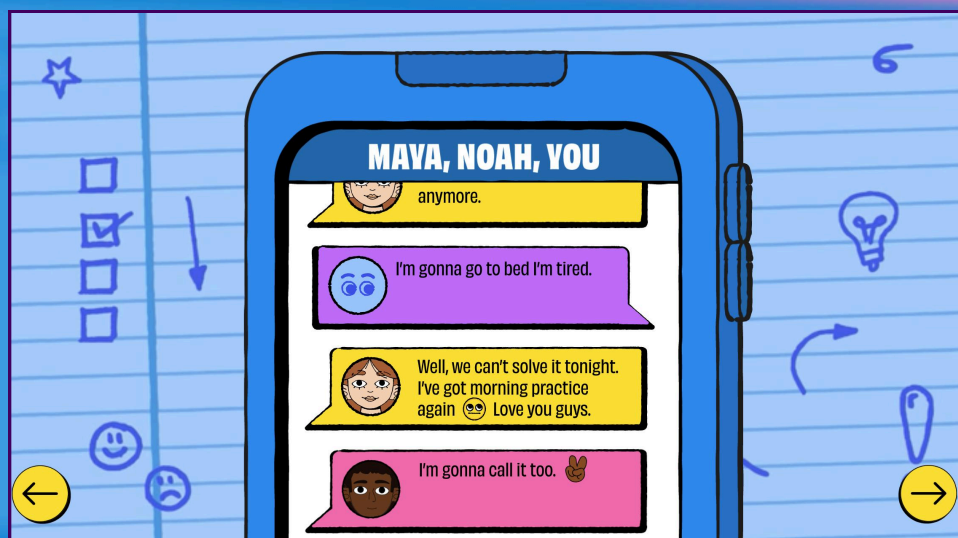 MAYA, NOAH, YOU
anymore.
I'm gonna go to bed I'm tired.
Well, we can't solve it tonight.
I've got morning practice
again 🙄 Love you guys.
I'm gonna call it too. ✌🏾